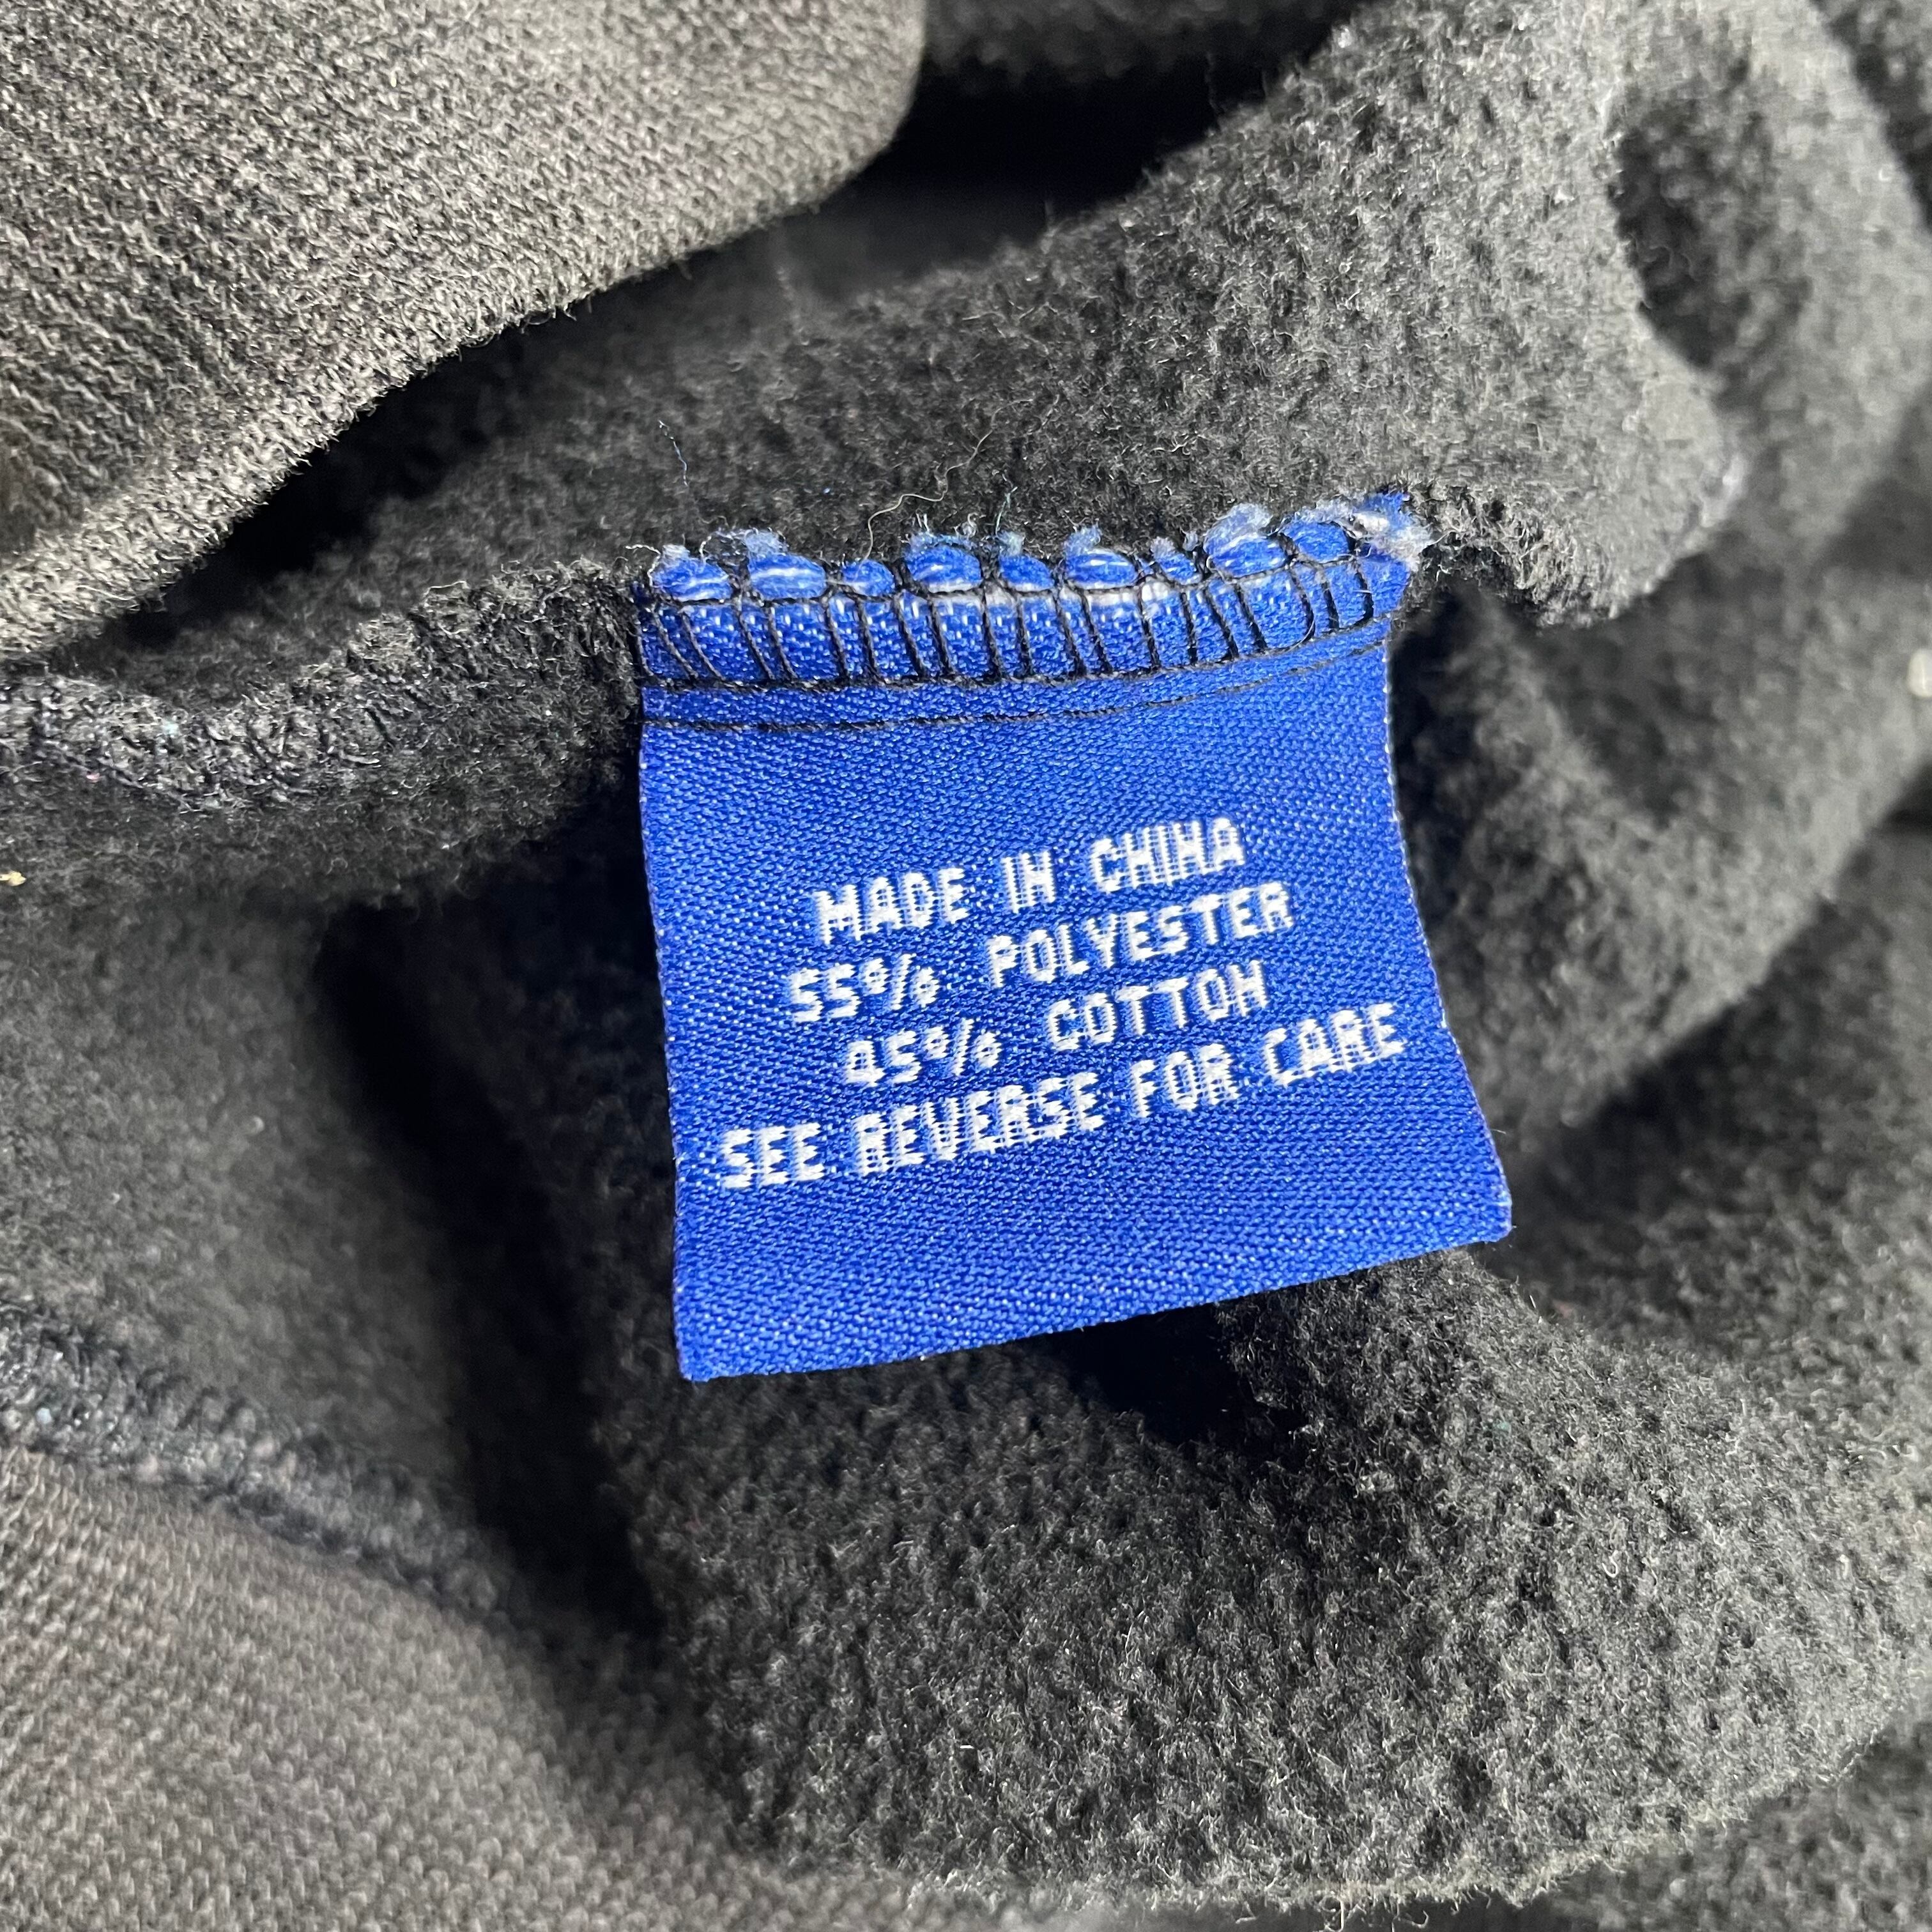 MADE IN CHINA
55% POLYESTER
45% COTTON
SEE REVERSE FOR CARE